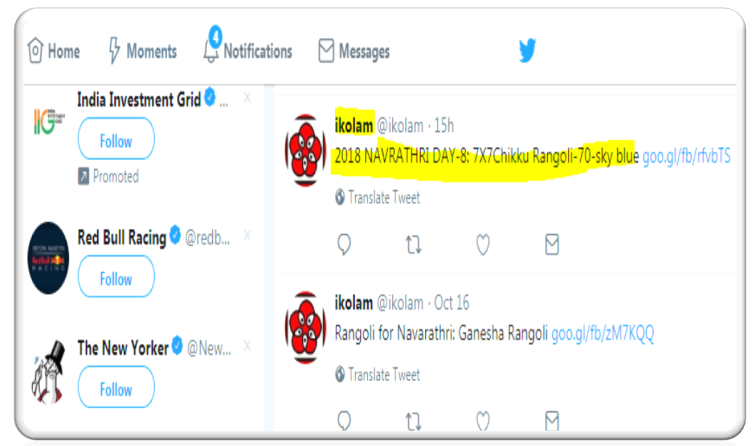 Home
Moments
4
Notifications
Messages
India Investment Grid ...
Follow
Promoted
Red Bull Racing @redb...
Follow
The New Yorker @New...
Follow
ikolam @ikolam · 15h
2018 NAVRATHRI DAY-8: 7X7Chikku Rangoli-70-sky blue goo.gl/fb/rfvbTS
Translate Tweet
ikolam @ikolam · Oct 16
Rangoli for Navarathri: Ganesha Rangoli goo.gl/fb/zM7KQQ
Translate Tweet